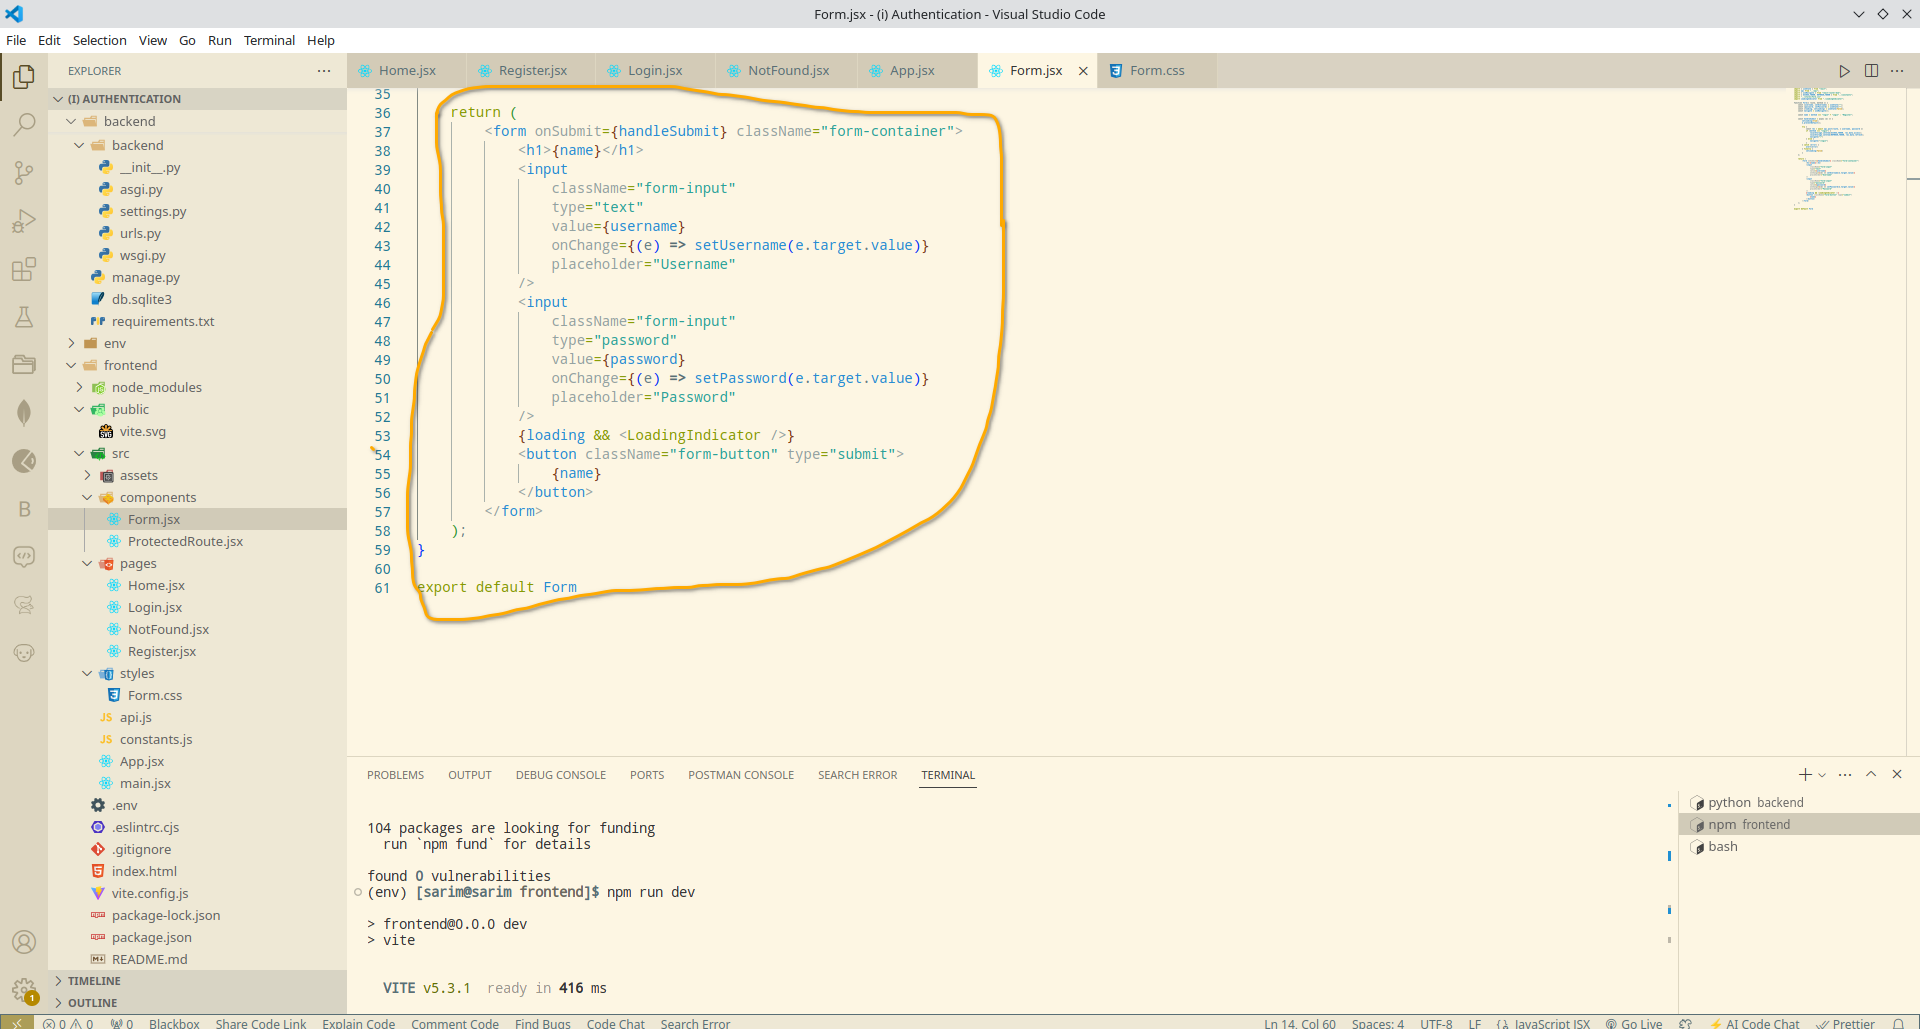 Form.jsx - (i) Authentication - Visual Studio Code
File Edit Selection View Go Run Terminal Help
EXPLORER
(I) AUTHENTICATION
backend
backend
__init__.py
asgi.py
settings.py
urls.py
wsgi.py
manage.py
db.sqlite3
requirements.txt
env
frontend
node_modules
public
vite.svg
src
assets
components
Form.jsx
ProtectedRoute.jsx
pages
Home.jsx
Login.jsx
NotFound.jsx
Register.jsx
styles
Form.css
JS api.js
JS constants.js
App.jsx
main.jsx
.env
.eslintrc.cjs
.gitignore
index.html
vite.config.js
package-lock.json
package.json
README.md
TIMELINE
OUTLINE
1
Home.jsx Register.jsx Login.jsx NotFound.jsx App.jsx Form.jsx Form.css
35
36 return (
37 <form onSubmit={handleSubmit} className="form-container">
38 <h1>{name}</h1>
39 <input
40 className="form-input"
41 type="text"
42 value={username}
43 onChange={(e) => setUsername(e.target.value)}
44 placeholder="Username"
45 />
46 <input
47 className="form-input"
48 type="password"
49 value={password}
50 onChange={(e) => setPassword(e.target.value)}
51 placeholder="Password"
52 />
53 {loading && <LoadingIndicator />}
54 <button className="form-button" type="submit">
55 {name}
56 </button>
57 </form>
58 );
59 }
60
61 export default Form
PROBLEMS OUTPUT DEBUG CONSOLE PORTS POSTMAN CONSOLE SEARCH ERROR TERMINAL
104 packages are looking for funding
run `npm fund` for details
found 0 vulnerabilities
(env) [sarim@sarim frontend]$ npm run dev
> frontend@0.0.0 dev
> vite
VITE v5.3.1 ready in 416 ms
python backend
npm frontend
bash
0 0 0 Blackbox Share Code Link Explain Code Comment Code Find Bugs Code Chat Search Error Ln 14, Col 60 Spaces: 4 UTF-8 LF JavaScript JSX Go Live AI Code Chat Prettier